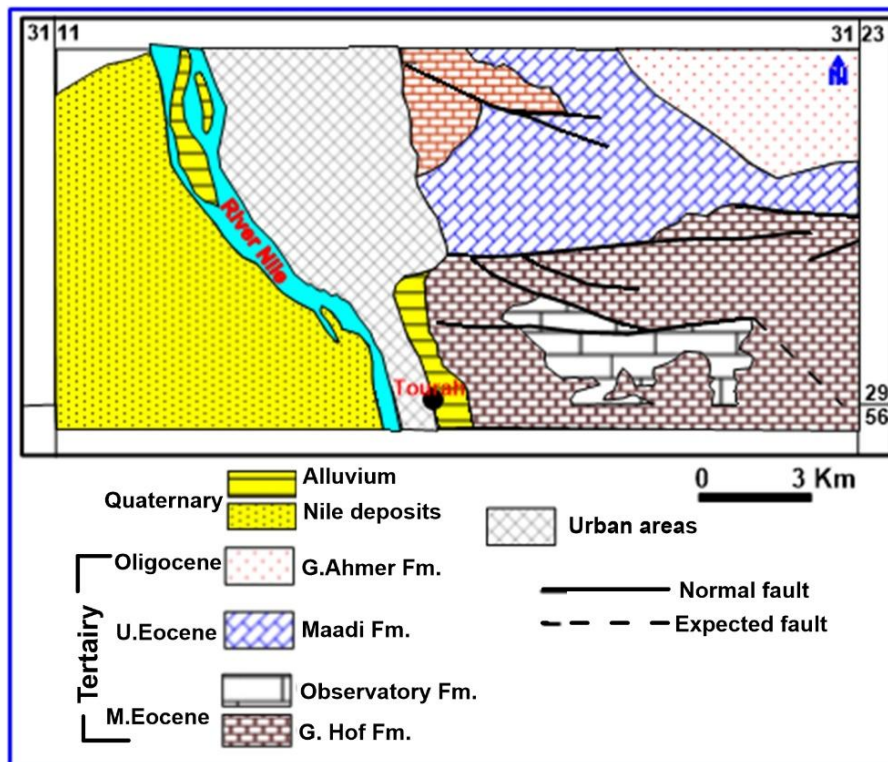 31 11
31 23
N
River Nile
Tourah
29
56
0 3 Km
Quaternary
Alluvium
Nile deposits
Urban areas
Tertairy
Oligocene
G.Ahmer Fm.
U.Eocene
Maadi Fm.
M.Eocene
Observatory Fm.
G. Hof Fm.
Normal fault
Expected fault